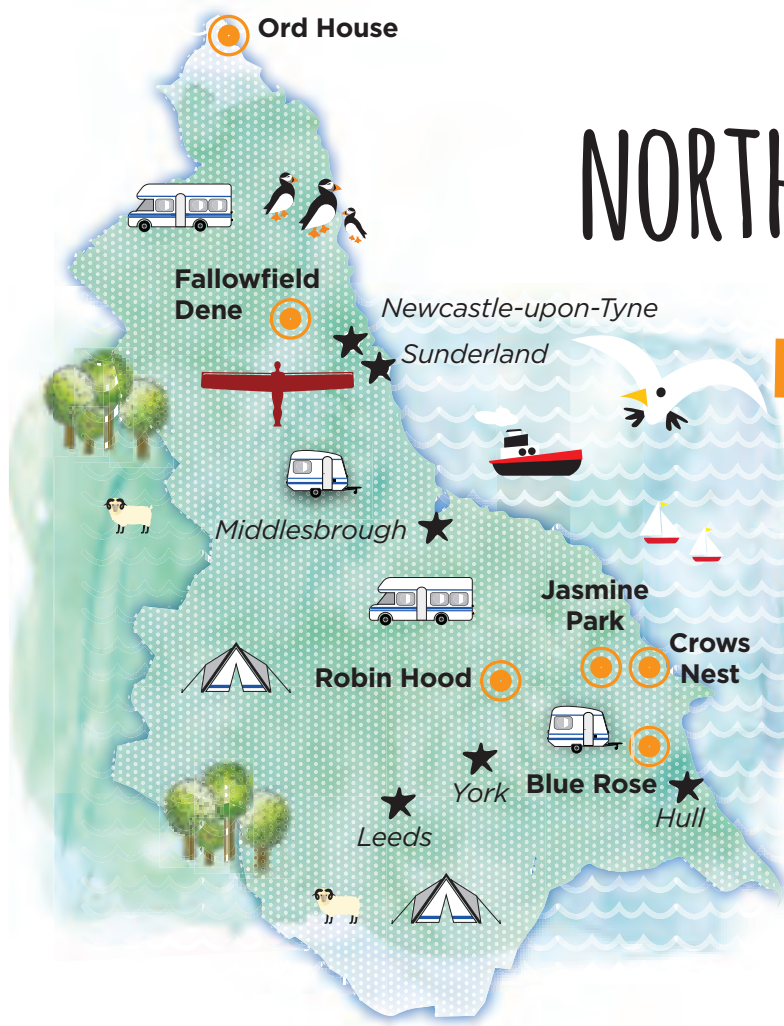 Ord House
NORTH
Fallowfield
Dene
Newcastle-upon-Tyne
Sunderland
Middlesbrough
Jasmine
Park
Crows
Nest
Robin Hood
York
Blue Rose
Hull
Leeds